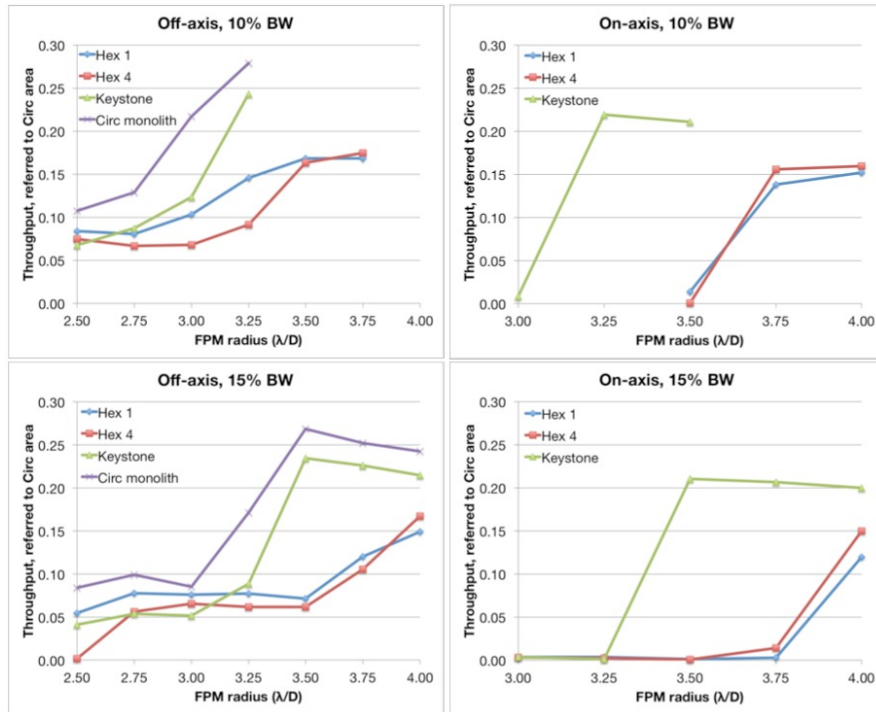 Off-axis, 10% BW
Throughput, referred to Circ area
0.30
0.25
0.20
0.15
0.10
0.05
0.00
Hex 1
Hex 4
Keystone
Circ monolith
2.50 2.75 3.00 3.25 3.50 3.75 4.00
FPM radius (λ/D)
On-axis, 10% BW
Throughput, referred to Circ area
0.30
0.25
0.20
0.15
0.10
0.05
0.00
Hex 1
Hex 4
Keystone
3.00 3.25 3.50 3.75 4.00
FPM radius (λ/D)
Off-axis, 15% BW
Throughput, referred to Circ area
0.30
0.25
0.20
0.15
0.10
0.05
0.00
Hex 1
Hex 4
Keystone
Circ monolith
2.50 2.75 3.00 3.25 3.50 3.75 4.00
FPM radius (λ/D)
On-axis, 15% BW
Throughput, referred to Circ area
0.30
0.25
0.20
0.15
0.10
0.05
0.00
Hex 1
Hex 4
Keystone
3.00 3.25 3.50 3.75 4.00
FPM radius (λ/D)